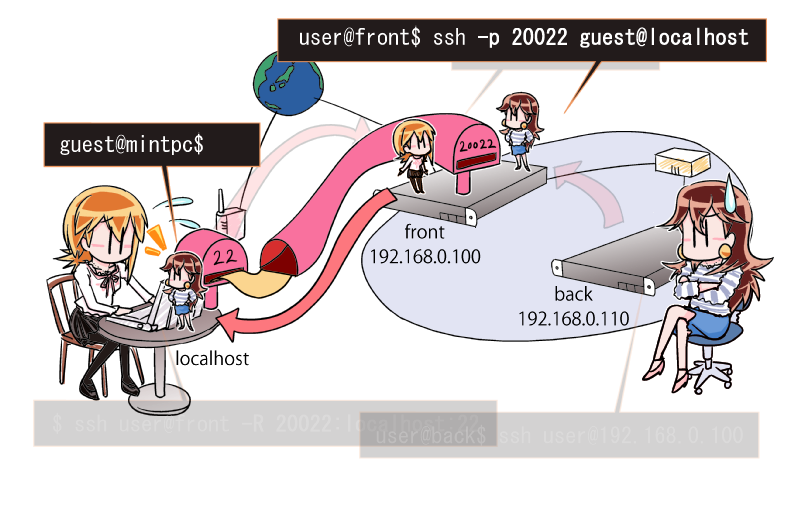 user@front$ ssh -p 20022 guest@localhost
guest@mintpc$
20022
22
front
192.168.0.100
back
192.168.0.110
localhost
$ ssh user@front -R 20022:localhost:22
user@back$ ssh user@192.168.0.100